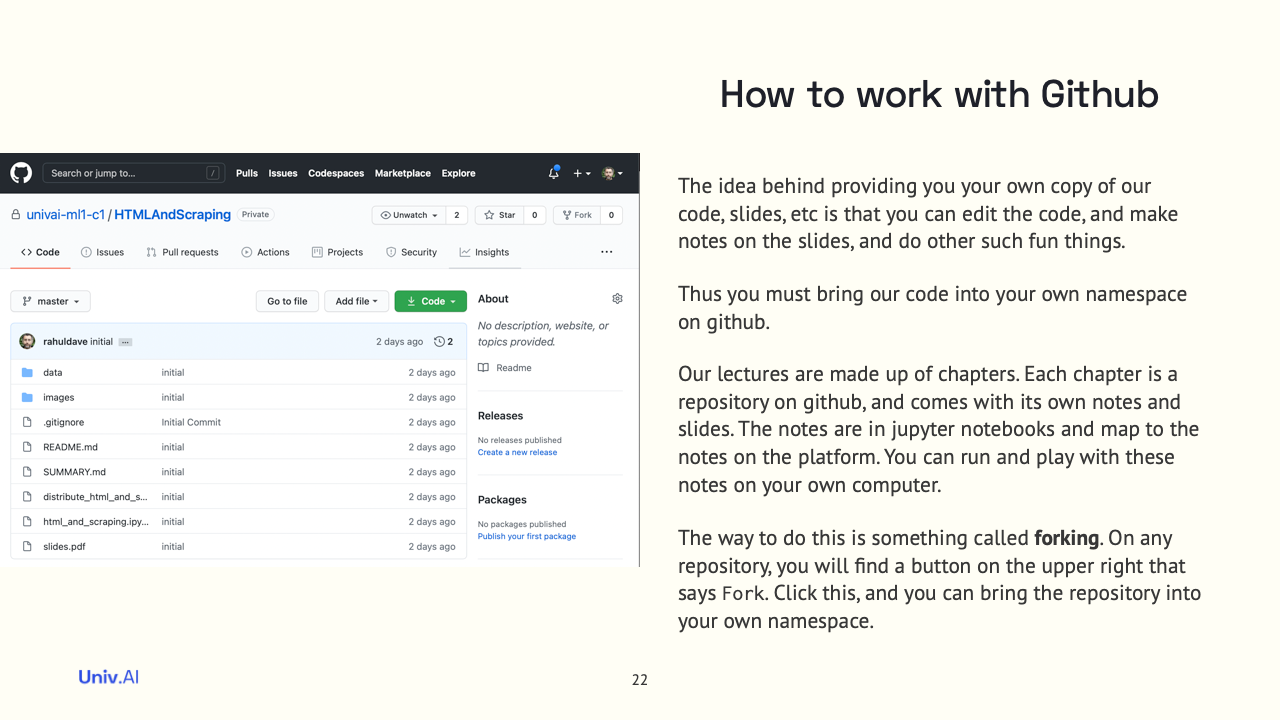 How to work with Github
Search or jump to... /
Pulls Issues Codespaces Marketplace Explore
univai-ml1-c1 / HTMLAndScraping Private
Unwatch 2 Star 0 Fork 0
Code Issues Pull requests Actions Projects Security Insights ...
master Go to file Add file Code
rahuldave initial ... 2 days ago 2
data initial 2 days ago
images initial 2 days ago
.gitignore Initial Commit 2 days ago
README.md initial 2 days ago
SUMMARY.md initial 2 days ago
distribute_html_and_s... initial 2 days ago
html_and_scraping.ipy... initial 2 days ago
slides.pdf initial 2 days ago
About
No description, website, or
topics provided.
Readme
Releases
No releases published
Create a new release
Packages
No packages published
Publish your first package
The idea behind providing you your own copy of our
code, slides, etc is that you can edit the code, and make
notes on the slides, and do other such fun things.
Thus you must bring our code into your own namespace
on github.
Our lectures are made up of chapters. Each chapter is a
repository on github, and comes with its own notes and
slides. The notes are in jupyter notebooks and map to the
notes on the platform. You can run and play with these
notes on your own computer.
The way to do this is something called forking. On any
repository, you will find a button on the upper right that
says Fork. Click this, and you can bring the repository into
your own namespace.
Univ.AI
22